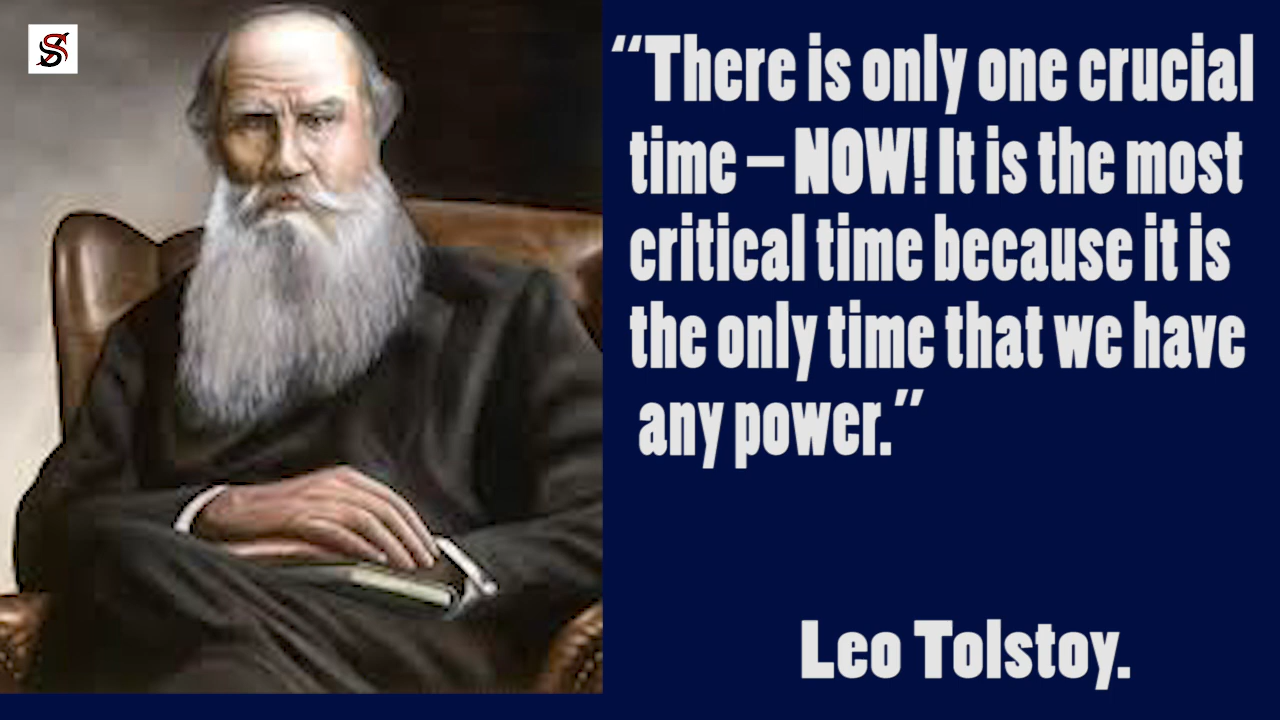 “There is only one crucial
time – NOW! It is the most
critical time because it is
the only time that we have
any power.”
Leo Tolstoy.